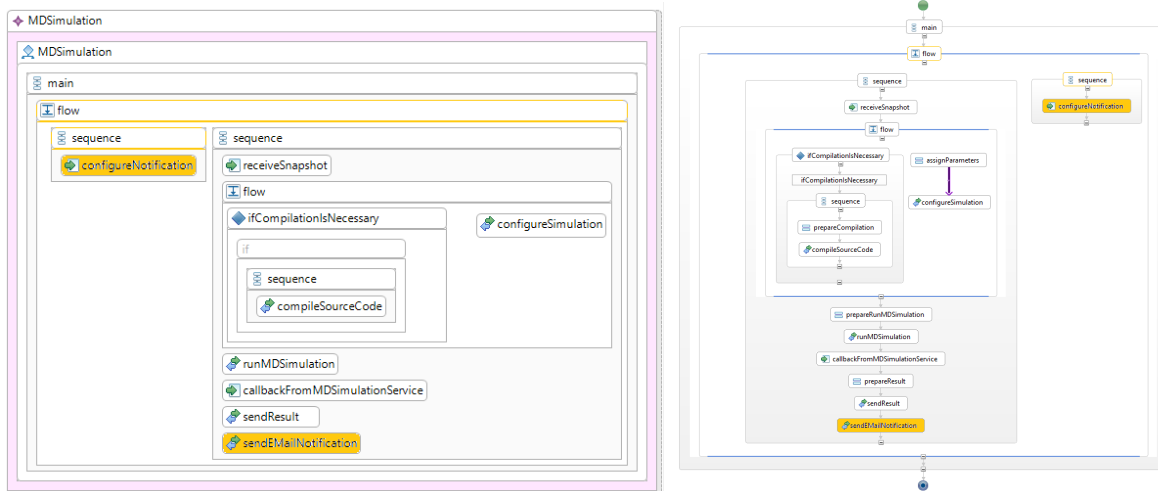 MDSimulation
MDSimulation
main
flow
sequence
configureNotification
sequence
receiveSnapshot
flow
ifCompilationIsNecessary
if
sequence
compileSourceCode
configureSimulation
runMDSimulation
callbackFromMDSimulationService
sendResult
sendEMailNotification
main
flow
sequence
receiveSnapshot
flow
ifCompilationIsNecessary
ifCompilationIsNecessary
sequence
prepareCompilation
compileSourceCode
assignParameters
configureSimulation
prepareRunMDSimulation
runMDSimulation
callbackFromMDSimulationService
prepareResult
sendResult
sendEMailNotification
sequence
configureNotification